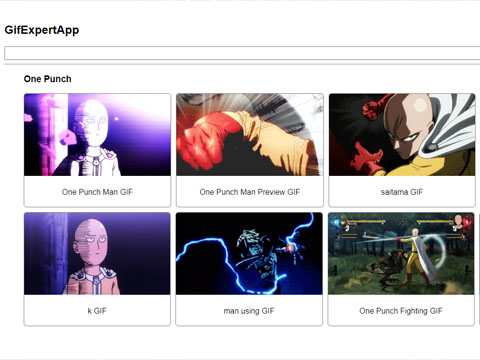 GifExpertApp
One Punch
One Punch Man GIF
One Punch Man Preview GIF
saitama GIF
k GIF
man using GIF
One Punch Fighting GIF